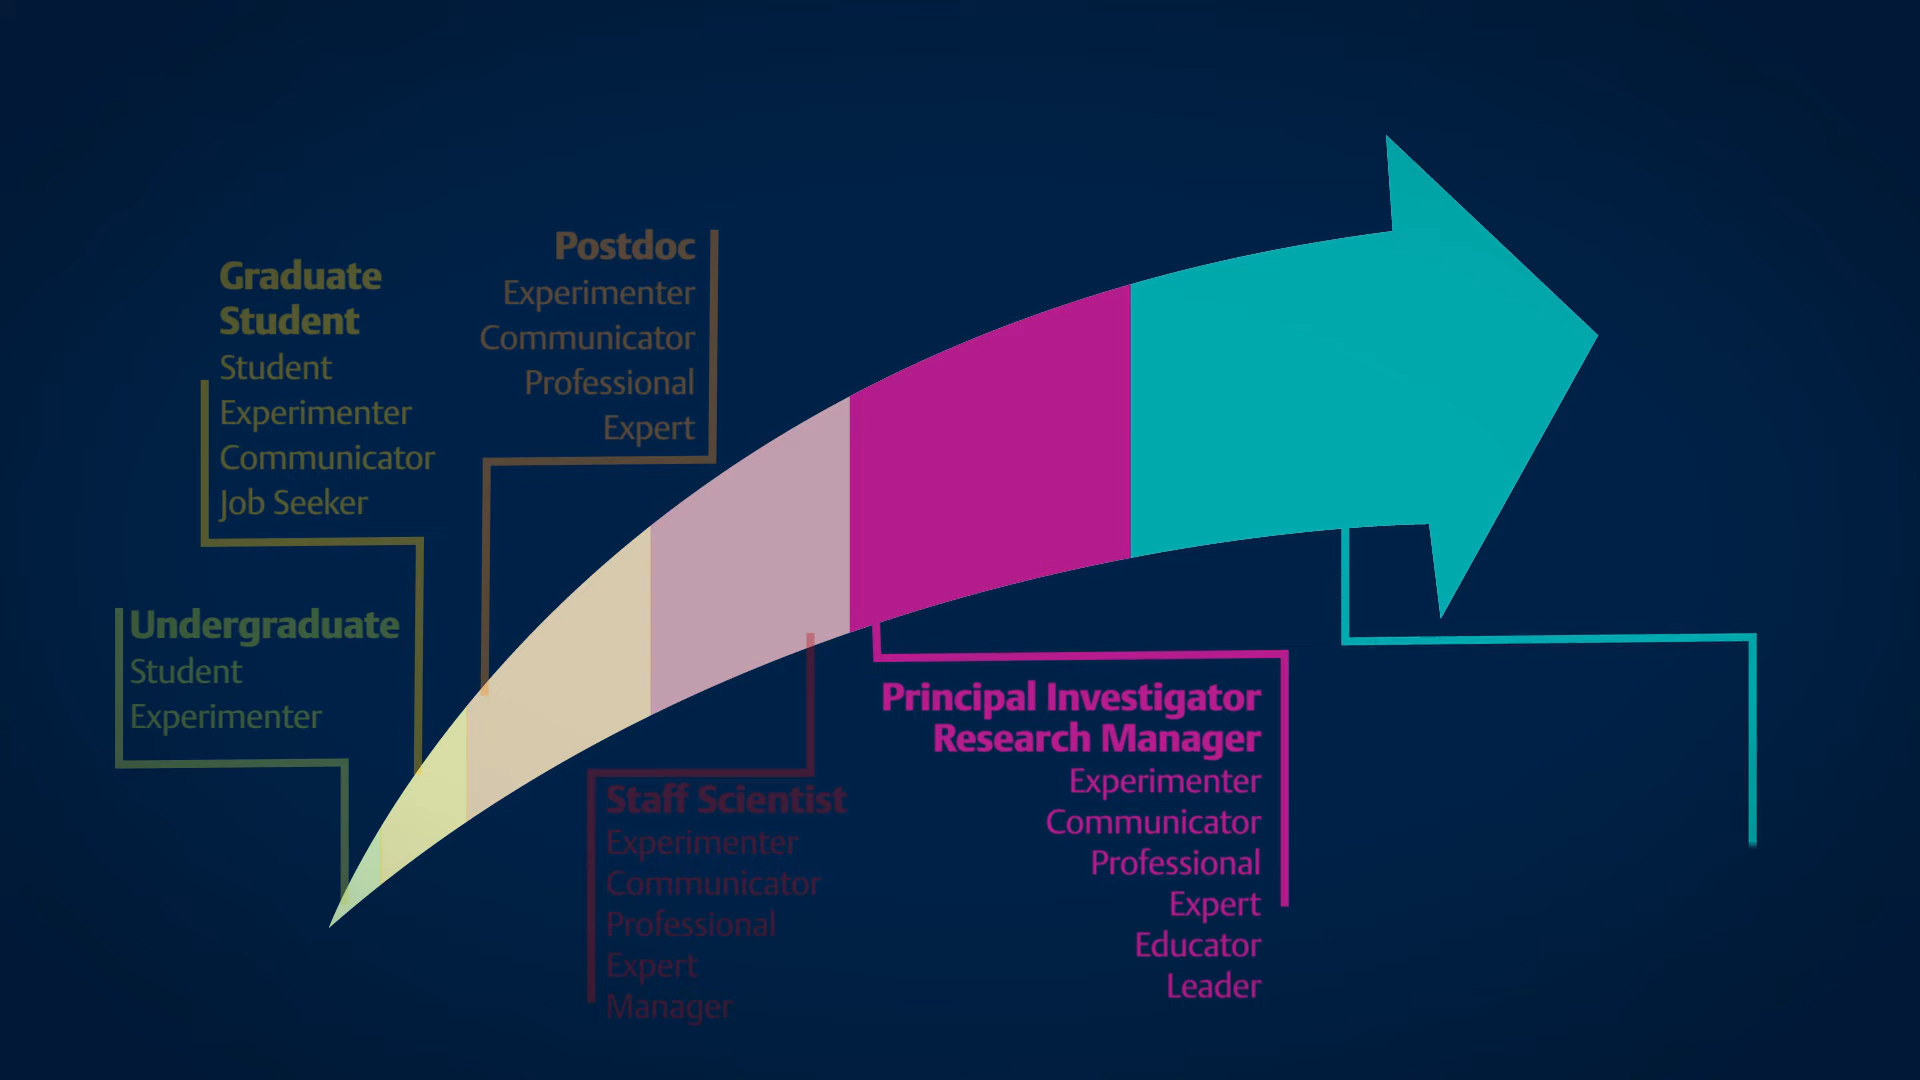 Graduate
Student
Student
Experimenter
Communicator
Job Seeker
Postdoc
Experimenter
Communicator
Professional
Expert
Undergraduate
Student
Experimenter
Staff Scientist
Experimenter
Communicator
Professional
Expert
Manager
Principal Investigator
Research Manager
Experimenter
Communicator
Professional
Expert
Educator
Leader